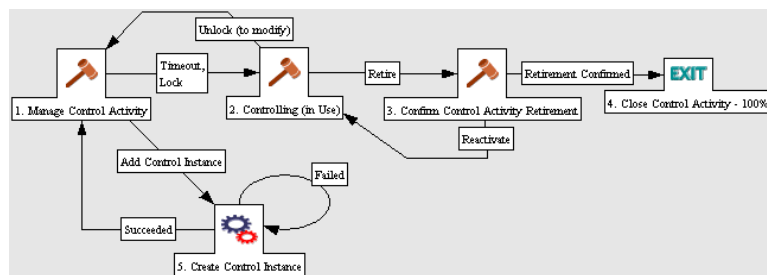 Unlock (to modify)
Timeout,
Lock
Retire
Retirement Confirmed
EXIT
1. Manage Control Activity
2. Controlling (in Use)
3. Confirm Control Activity Retirement
4. Close Control Activity - 100%
Reactivate
Add Control Instance
Failed
Succeeded
5. Create Control Instance